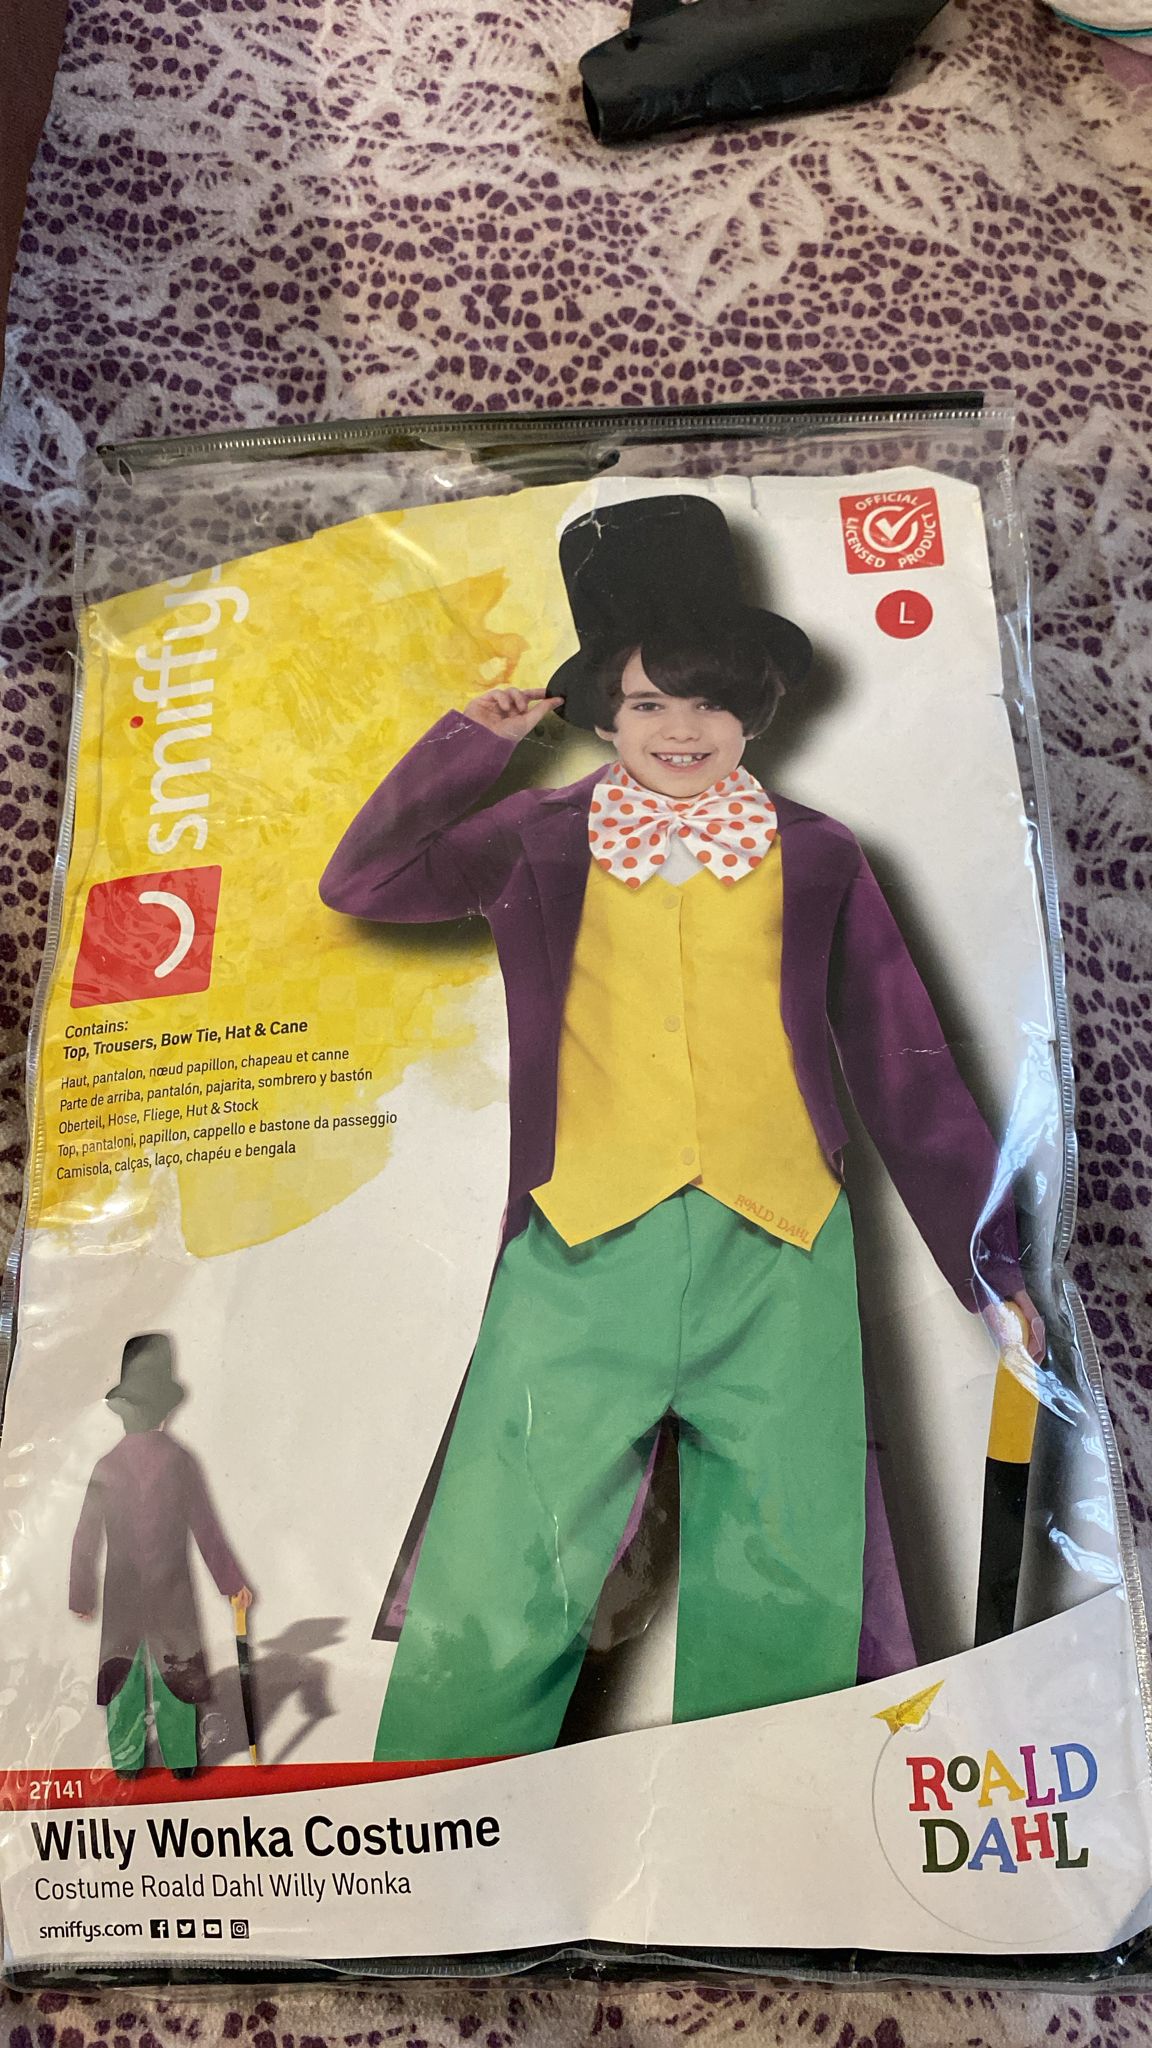 OFFICIAL
LICENSED PRODUCT
L
smiffys
Contains:
Top, Trousers, Bow Tie, Hat & Cane
Haut, pantalon, nœud papillon, chapeau et canne
Parte de arriba, pantalón, pajarita, sombrero y bastón
Oberteil, Hose, Fliege, Hut & Stock
Top, pantaloni, papillon, cappello e bastone da passeggio
Camisola, calças, laço, chapéu e bengala
ROALD DAHL
27141
Willy Wonka Costume
Costume Roald Dahl Willy Wonka
smiffys.com
ROALD
DAHL